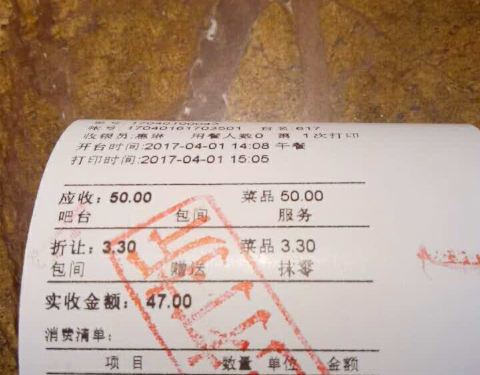 账号 17040161703501 台名 617
收银员:惠琳 用餐人数0 第 1次打印
开台时间:2017-04-01 14:08 午餐
打印时间:2017-04-01 15:05
应收: 50.00 菜品 50.00
吧台 包间 服务
折让: 3.30 菜品 3.30
包间 赠送 抹零
实收金额: 47.00
消费清单:
项 目 数量 单位 金额